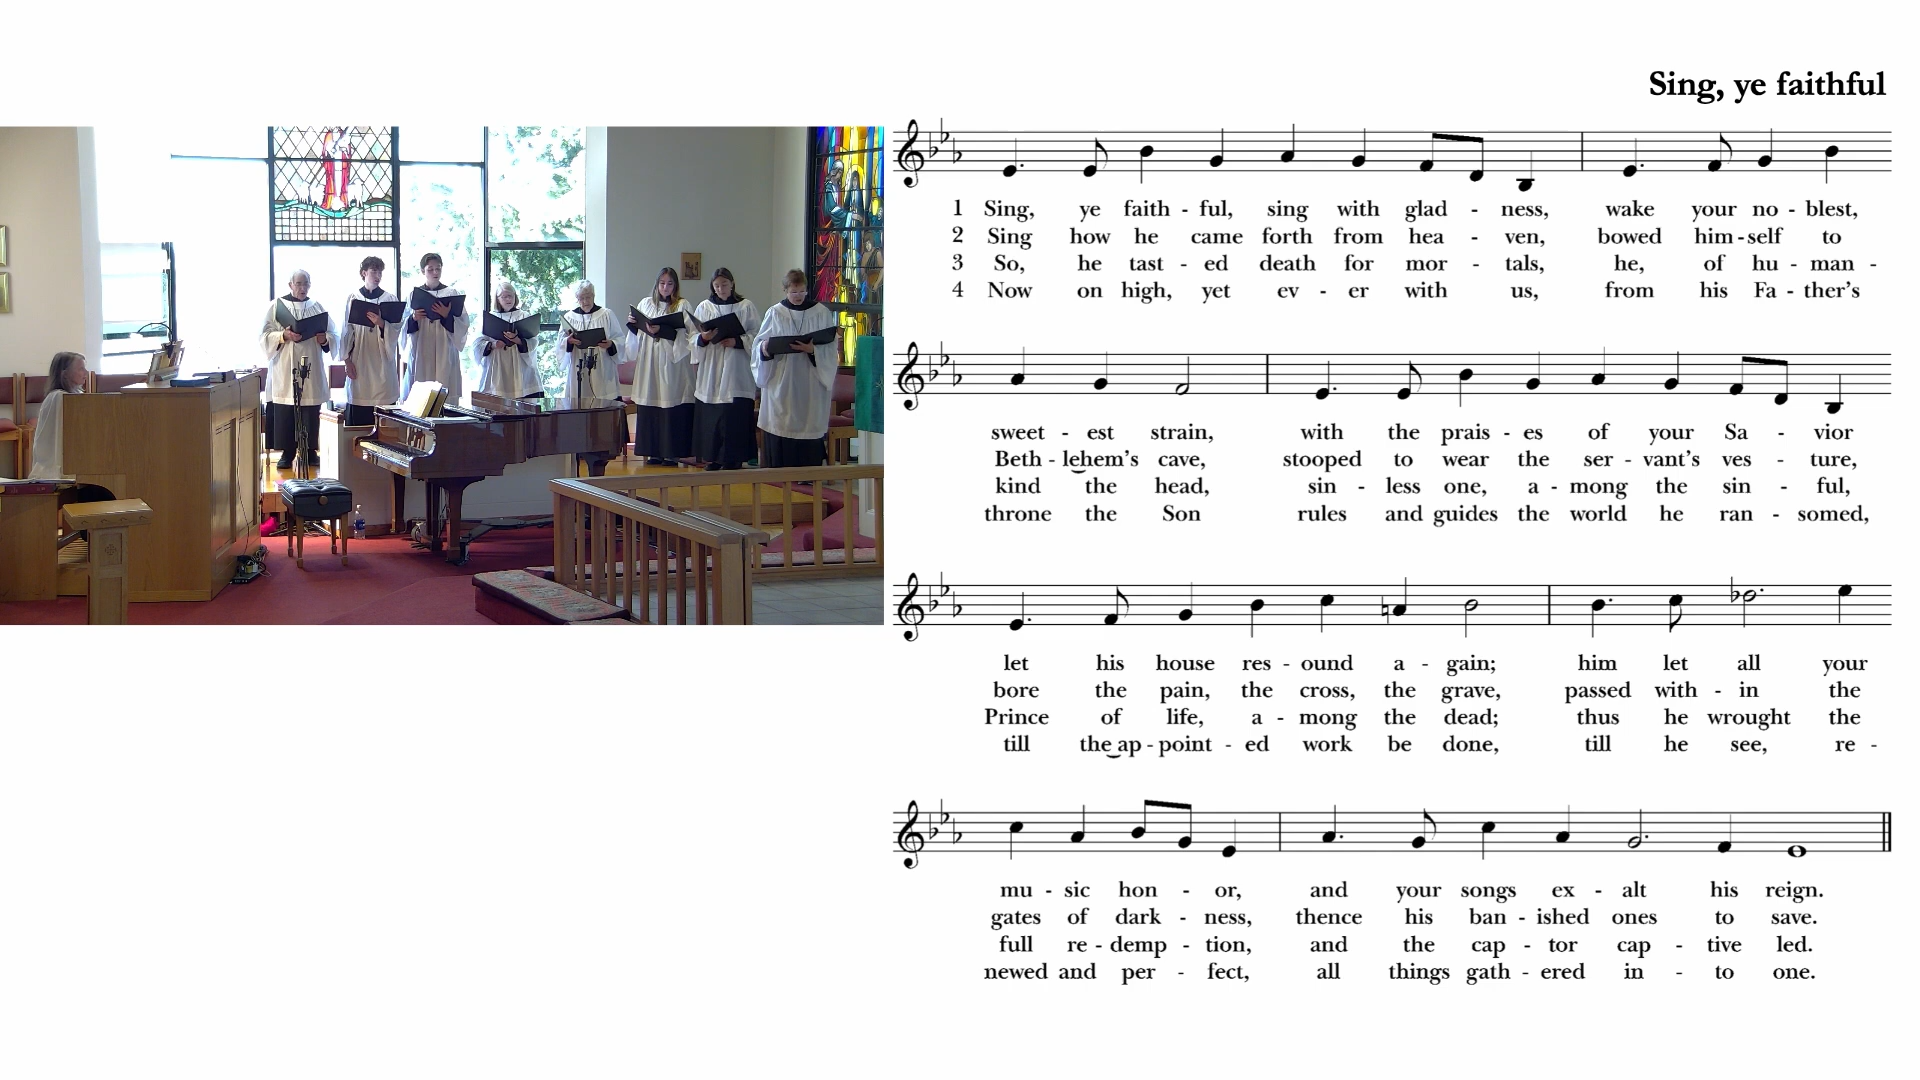 Sing, ye faithful
1 Sing, ye faith - ful, sing with glad - ness, wake your no - blest,
2 Sing how he came forth from hea - ven, bowed him - self to
3 So, he tast - ed death for mor - tals, he, of hu - man -
4 Now on high, yet ev - er with us, from his Fa - ther’s
sweet - est strain, with the prais - es of your Sa - vior
Beth - lehem’s cave, stooped to wear the ser - vant’s ves - ture,
kind the head, sin - less one, a - mong the sin - ful,
throne the Son rules and guides the world he ran - somed,
let his house res - ound a - gain; him let all your
bore the pain, the cross, the grave, passed with - in the
Prince of life, a - mong the dead; thus he wrought the
till the ap - point - ed work be done, till he see, re -
mu - sic hon - or, and your songs ex - alt his reign.
gates of dark - ness, thence his ban - ished ones to save.
full re - demp - tion, and the cap - tor cap - tive led.
newed and per - fect, all things gath - ered in - to one.